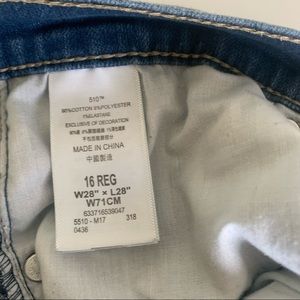 510™
COTTON POLYESTER
1% ELASTANE
EXCLUSIVE OF DECORATION
MADE IN CHINA
中國製造
16 REG
W28" × L28"
W71CM
633716539047
5510 - M17 318
0436